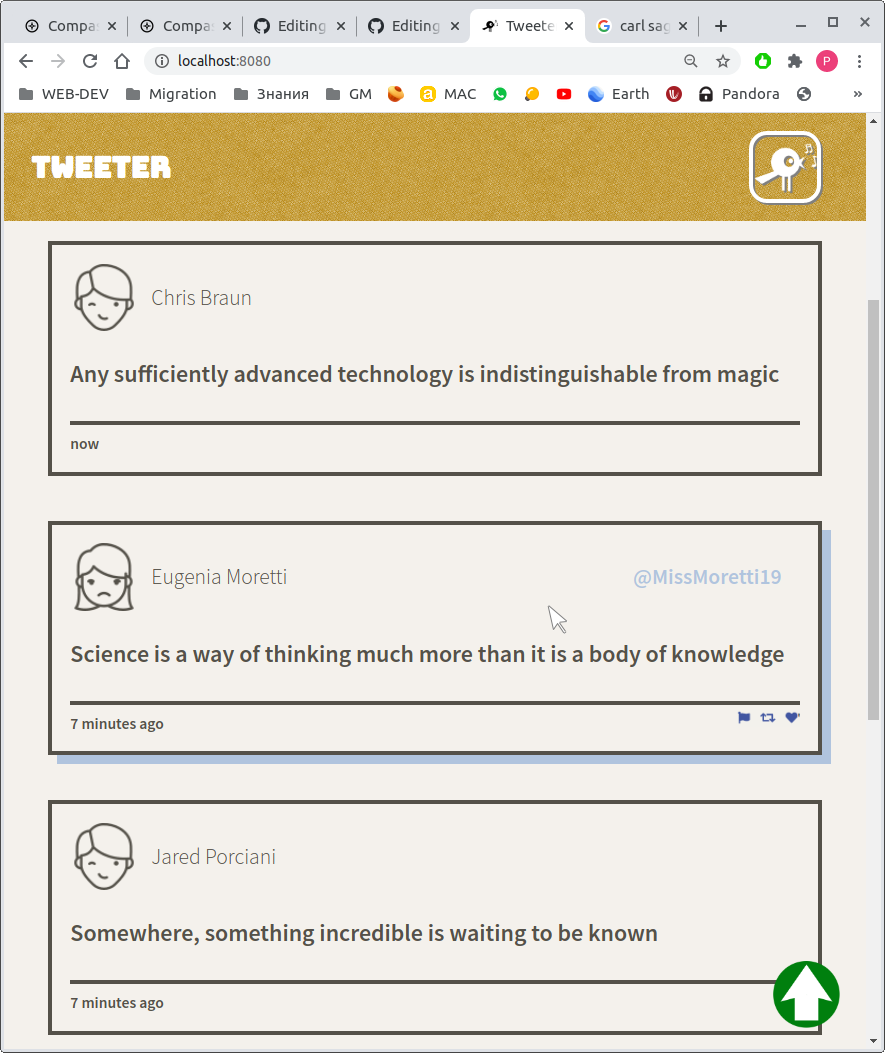 Compas
Compas
Editing
Editing
Tweete
carl sag
localhost:8080
P
WEB-DEV
Migration
Знания
GM
a
MAC
Earth
Pandora
»
TWEETER
Chris Braun
Any sufficiently advanced technology is indistinguishable from magic
now
Eugenia Moretti
@MissMoretti19
Science is a way of thinking much more than it is a body of knowledge
7 minutes ago
Jared Porciani
Somewhere, something incredible is waiting to be known
7 minutes ago